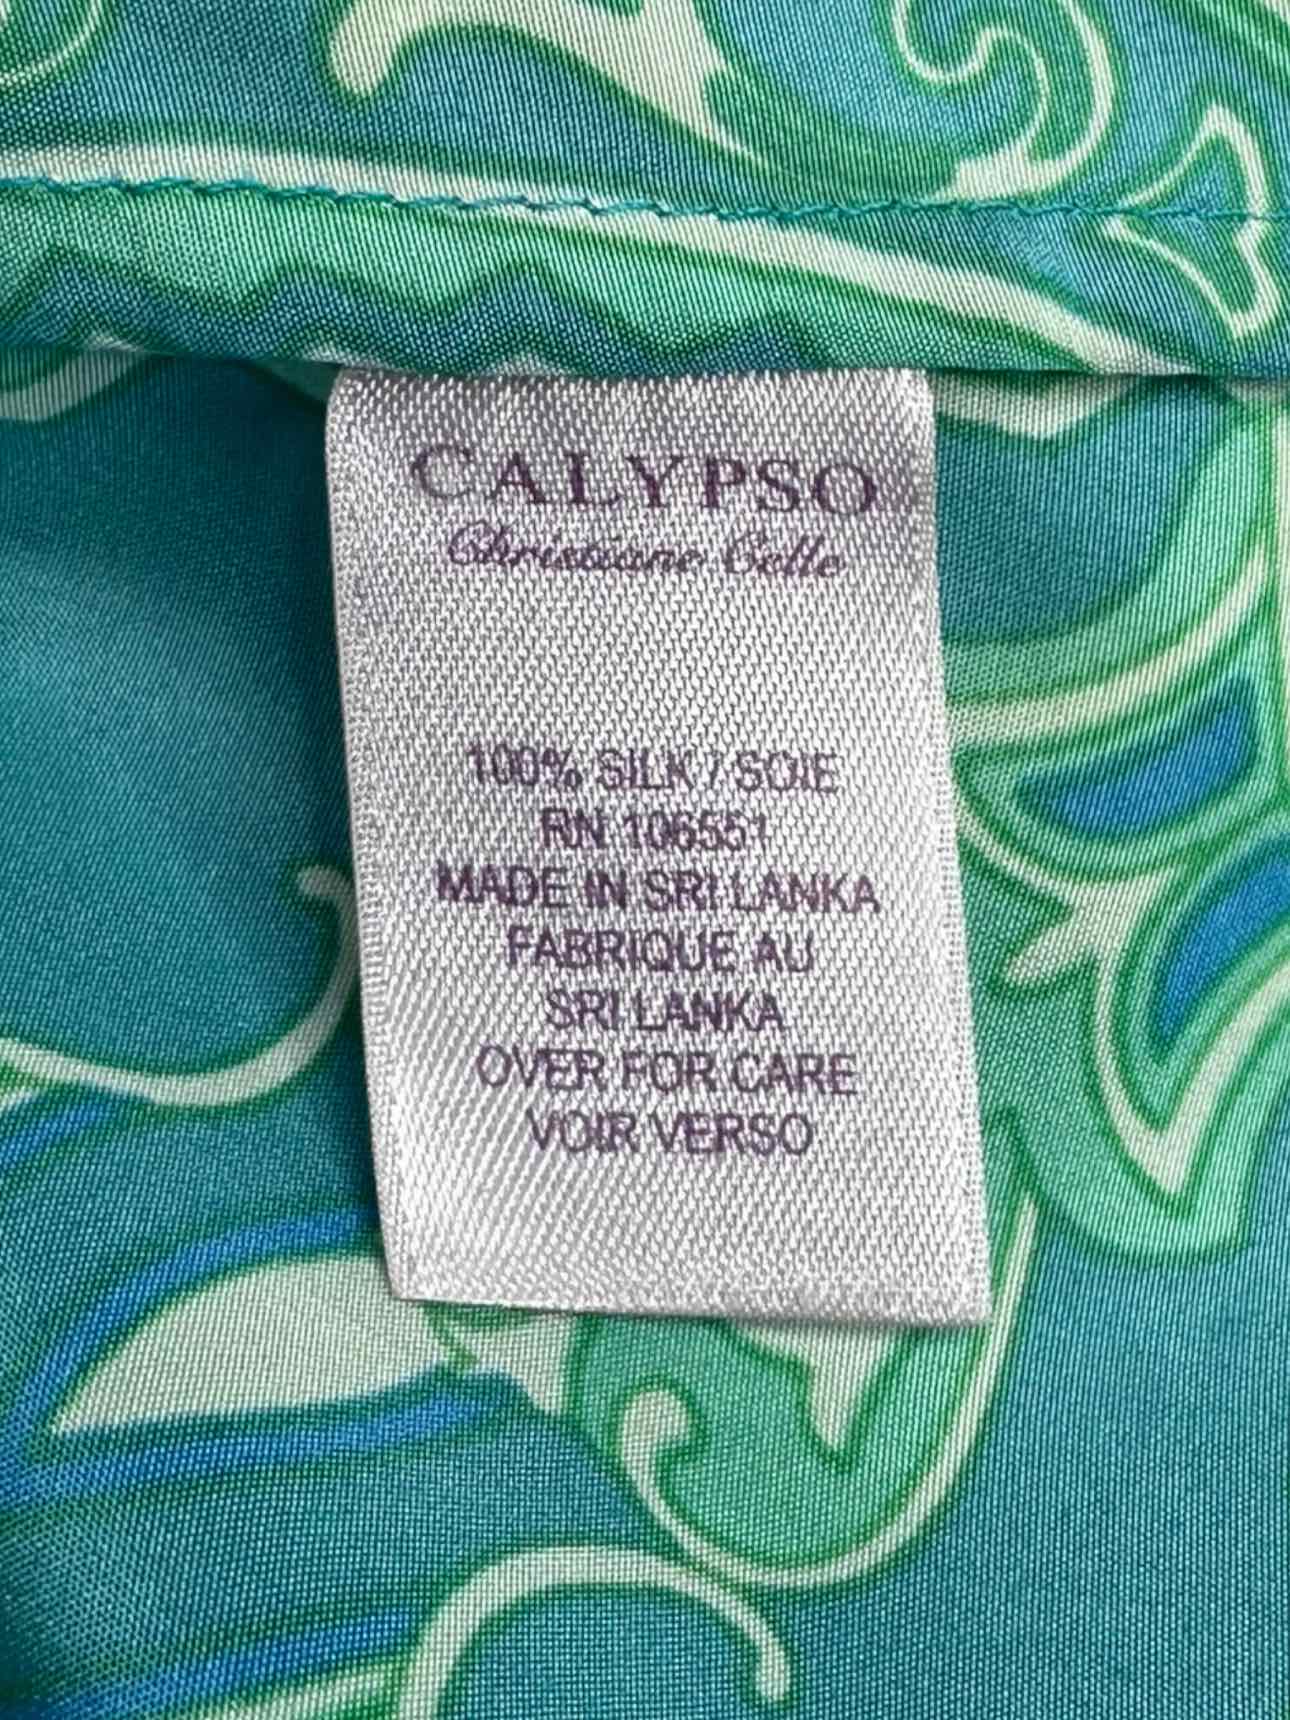 CALYPSO
Christiane Celle
100% SILK / SOIE
RN 106551
MADE IN SRI LANKA
FABRIQUE AU
SRI LANKA
OVER FOR CARE
VOIR VERSO